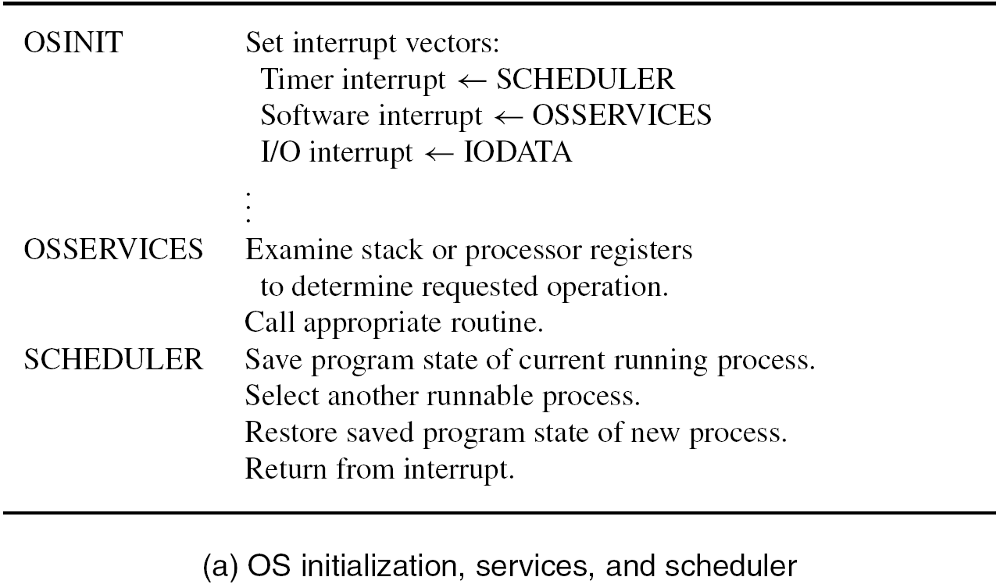 OSINIT Set interrupt vectors:
Timer interrupt ← SCHEDULER
Software interrupt ← OSSERVICES
I/O interrupt ← IODATA
⋮
OSSERVICES Examine stack or processor registers
to determine requested operation.
Call appropriate routine.
SCHEDULER Save program state of current running process.
Select another runnable process.
Restore saved program state of new process.
Return from interrupt.
(a) OS initialization, services, and scheduler